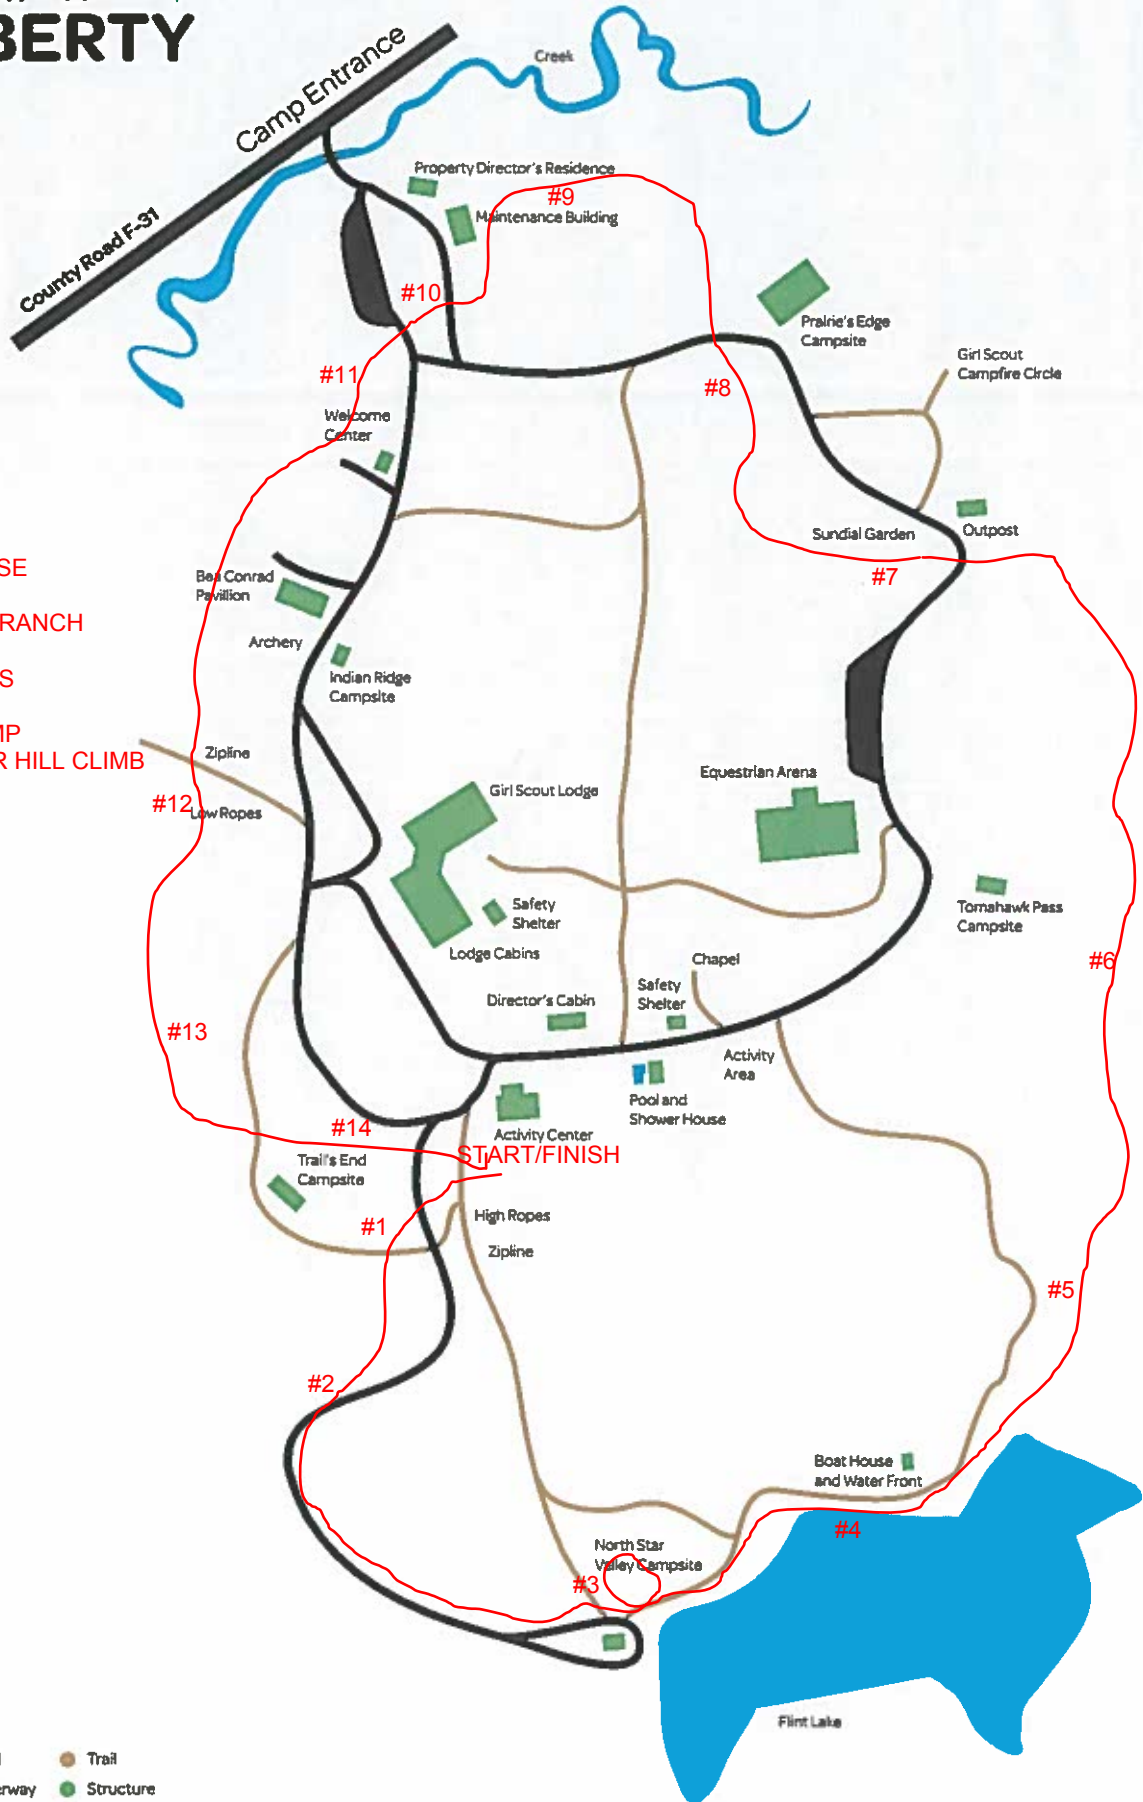 BERTY
Camp Entrance
Creek
County Road F-31
Property Director's Residence
#9
Maintenance Building
#10
Prairie's Edge
Campsite
Girl Scout
Campfire Circle
#11
#8
Welcome
Center
Outpost
Sundial Garden
SE
#7
Bea Conrad
Pavillion
RANCH
Archery
Indian Ridge
Campsite
S
MP
R HILL CLIMB
Zipline
#12
Low Ropes
Equestrian Arena
Girl Scout Lodge
Safety
Shelter
Tomahawk Pass
Campsite
Lodge Cabins
Chapel
#6
Safety
Shelter
Director's Cabin
#13
Activity
Area
Pool and
Shower House
#14
Activity Center
START/FINISH
Trail's End
Campsite
#1
High Ropes
Zipline
#5
#2
Boat House
and Water Front
#4
North Star
Valley Campsite
#3
Flint Lake
Trail
erway
Structure